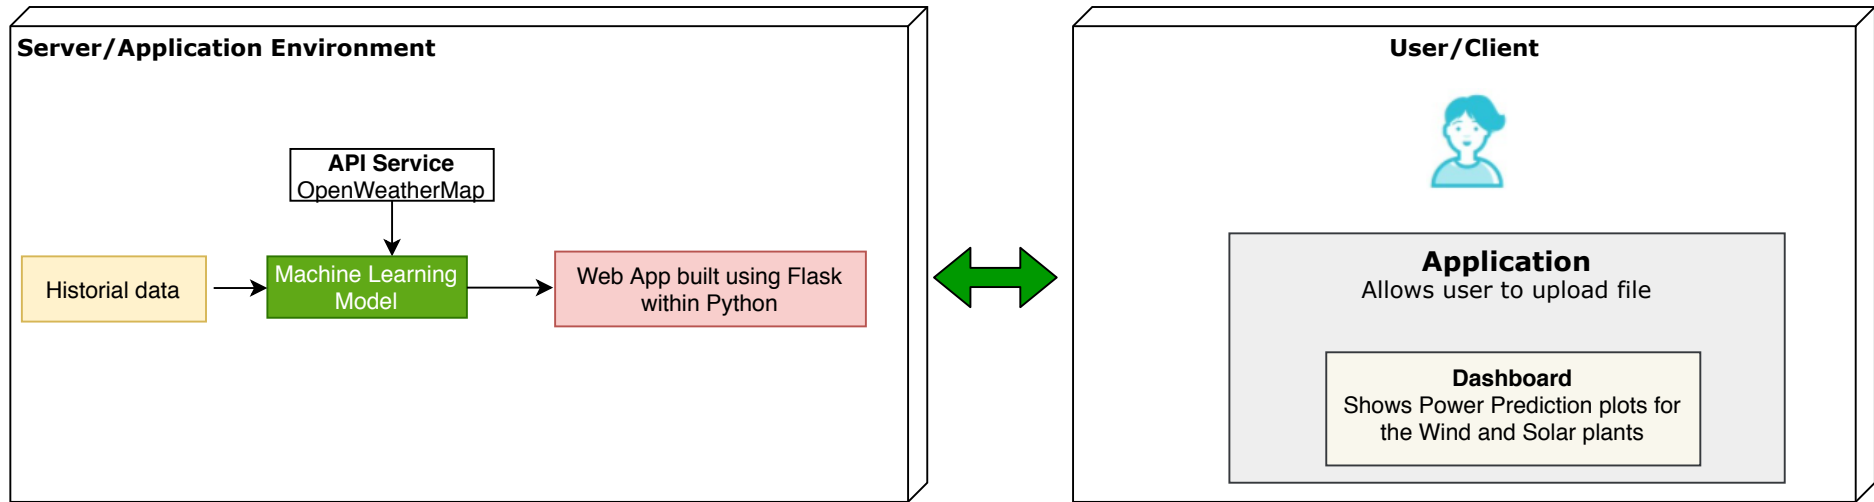 Server/Application Environment
API Service
OpenWeatherMap
Historial data
Machine Learning
Model
Web App built using Flask
within Python
User/Client
Application
Allows user to upload file
Dashboard
Shows Power Prediction plots for
the Wind and Solar plants